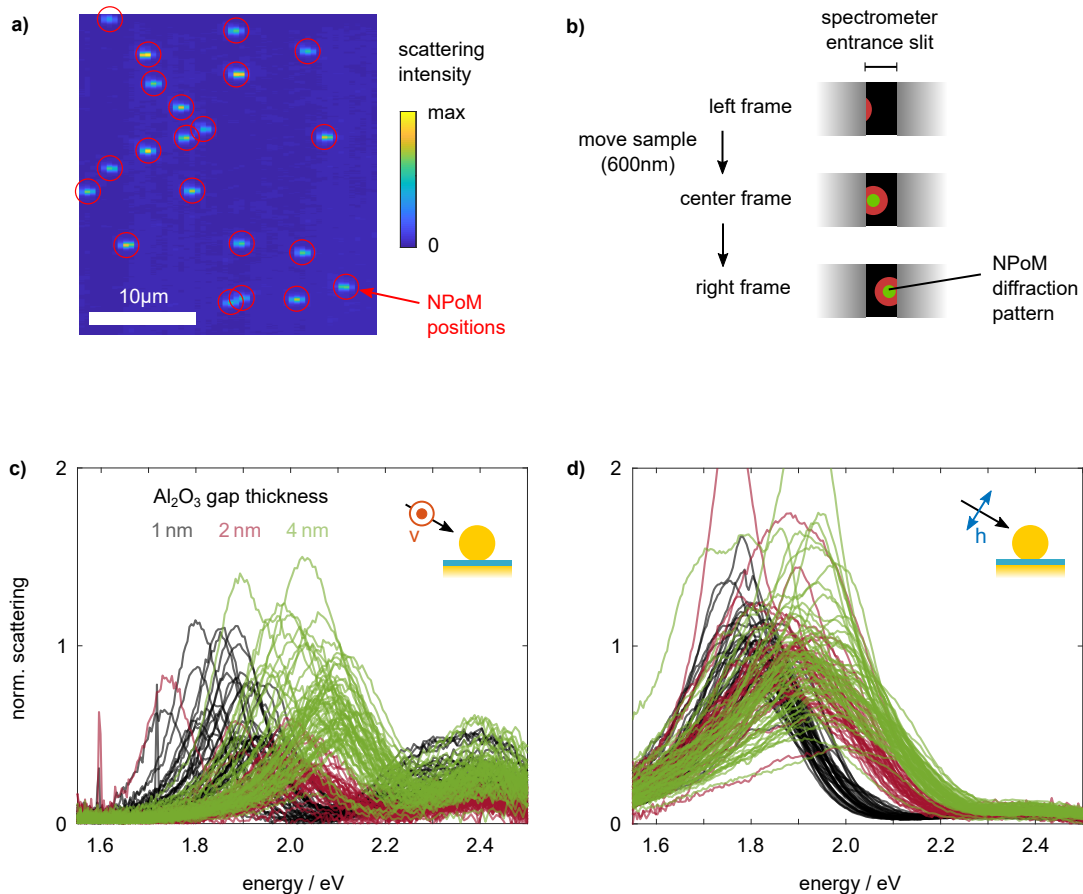 a)
scattering
intensity
max
0
10µm
NPoM
positions
b)
spectrometer
entrance slit
left frame
move sample
(600nm)
center frame
right frame
NPoM
diffraction
pattern
c)
2
1
0
norm. scattering
Al₂O₃ gap thickness
1 nm 2 nm 4 nm
v
1.6 1.8 2.0 2.2 2.4
energy / eV
d)
2
1
0
h
1.6 1.8 2.0 2.2 2.4
energy / eV